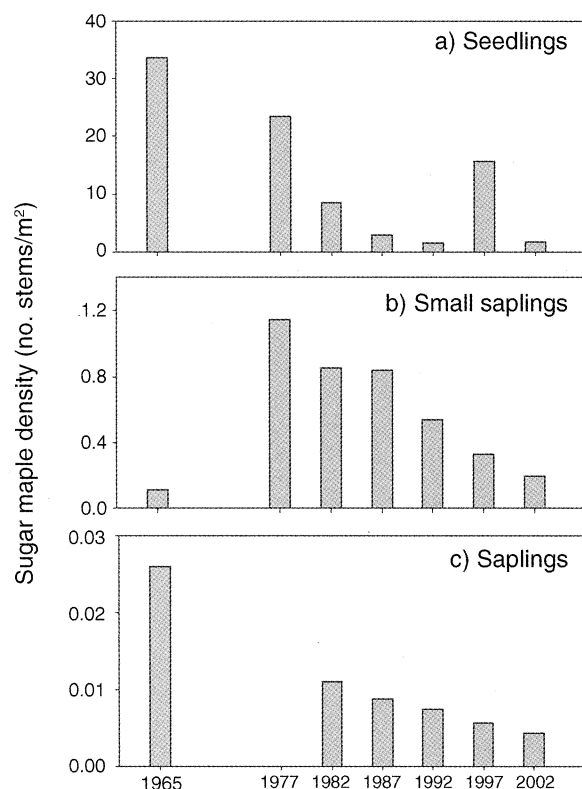 Sugar maple density (no. stems/m²)
a) Seedlings
40
30
20
10
0
b) Small saplings
1.2
0.8
0.4
0.0
c) Saplings
0.03
0.02
0.01
0.00
1965 1977 1982 1987 1992 1997 2002